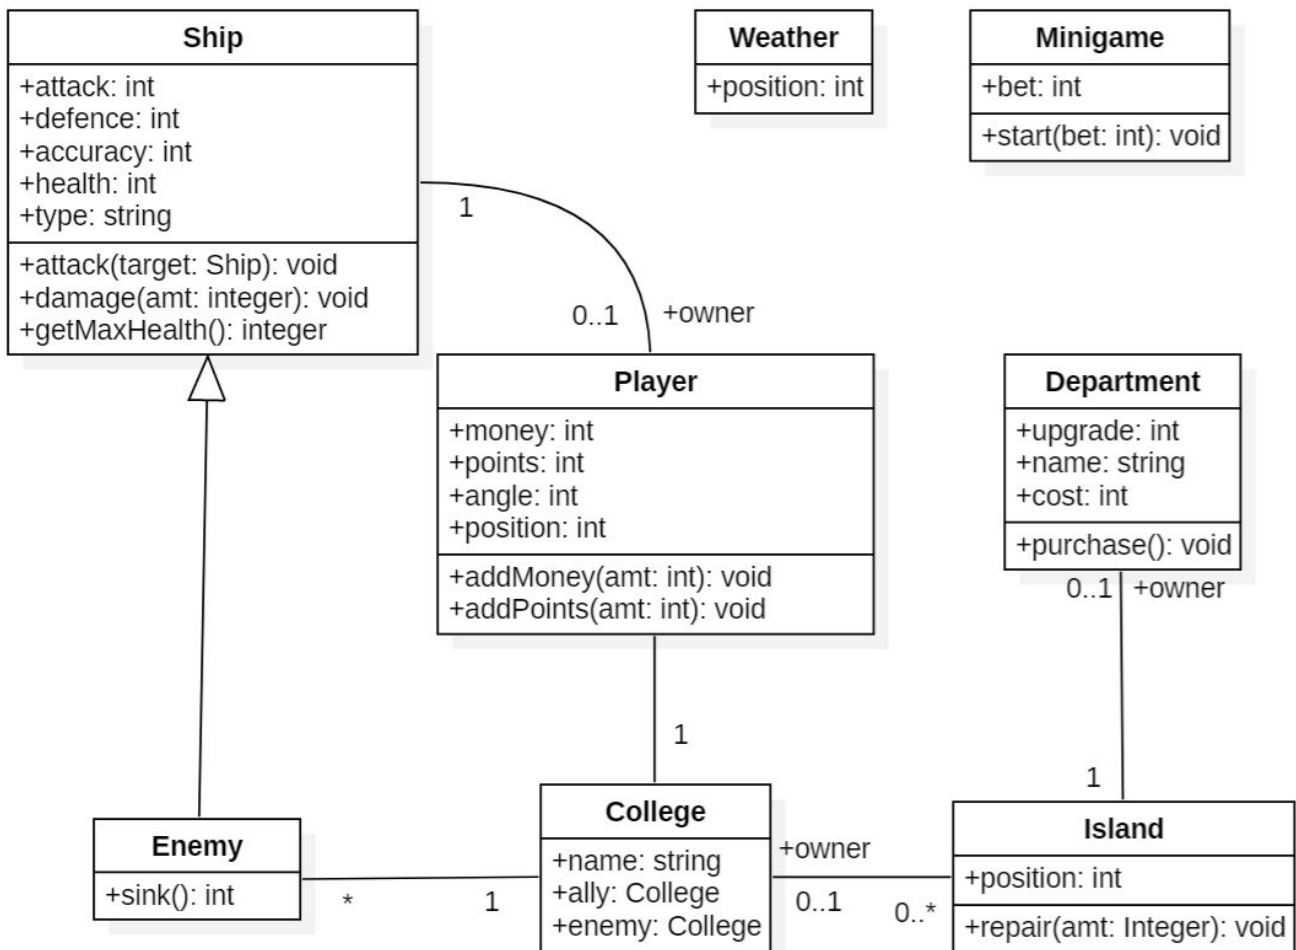 Ship
+attack: int
+defence: int
+accuracy: int
+health: int
+type: string
+attack(target: Ship): void
+damage(amt: integer): void
+getMaxHealth(): integer
Weather
+position: int
Minigame
+bet: int
+start(bet: int): void
1
0..1
+owner
Player
+money: int
+points: int
+angle: int
+position: int
+addMoney(amt: int): void
+addPoints(amt: int): void
Department
+upgrade: int
+name: string
+cost: int
+purchase(): void
0..1
+owner
1
1
Enemy
+sink(): int
*
1
College
+name: string
+ally: College
+enemy: College
+owner
0..1
0..*
Island
+position: int
+repair(amt: Integer): void